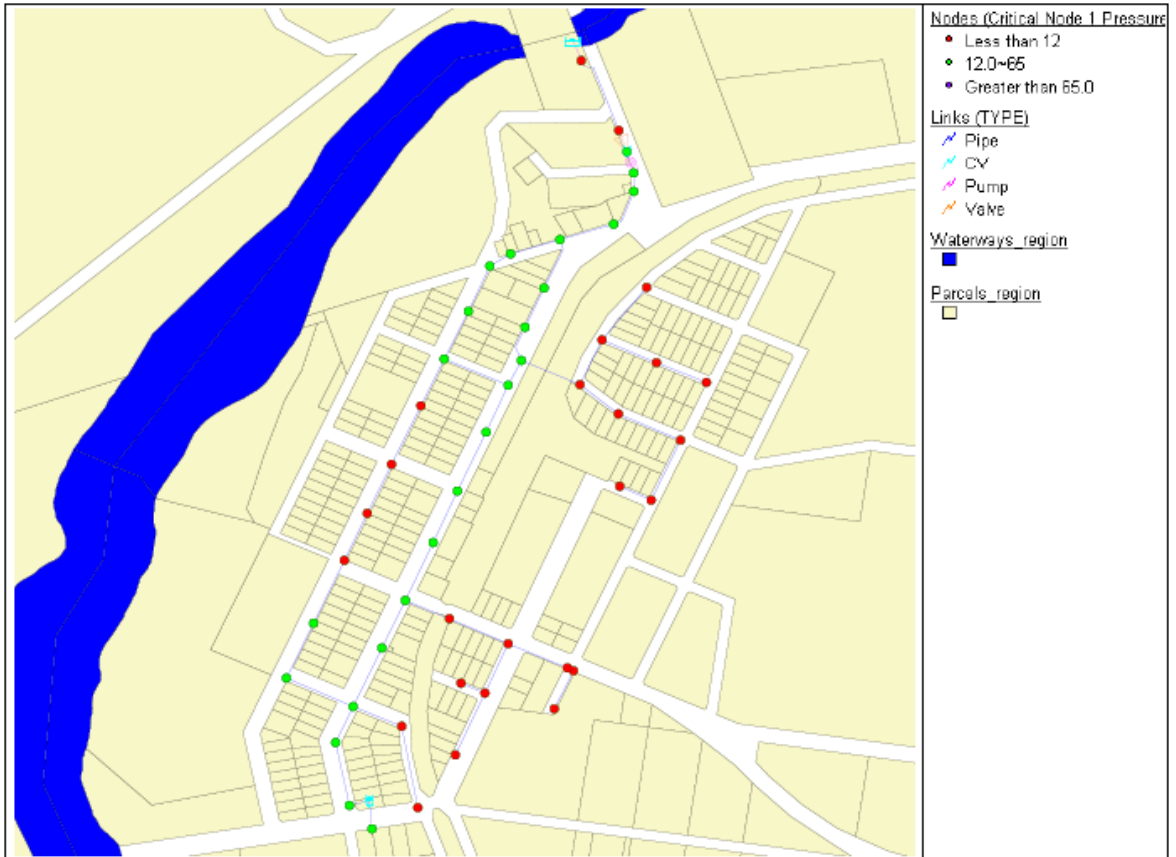 Nodes (Critical Node 1 Pressure
Less than 12
12.0~65
Greater than 65.0
Links (TYPE)
Pipe
CV
Pump
Valve
Waterways_region
Parcels_region